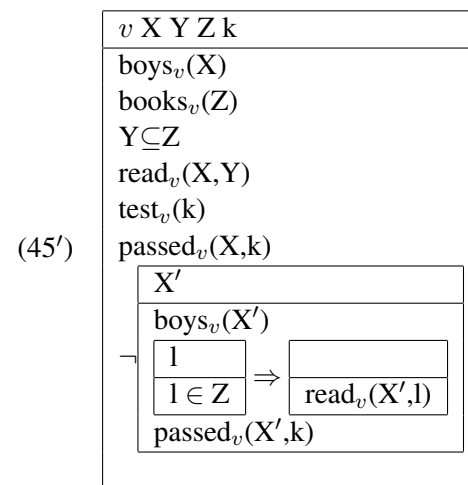 v X Y Z k
boys_v(X)
books_v(Z)
Y⊆Z
read_v(X,Y)
test_v(k)
(45′) passed_v(X,k)
X′
boys_v(X′)
l
¬ ⇒
l ∈ Z read_v(X′,l)
passed_v(X′,k)